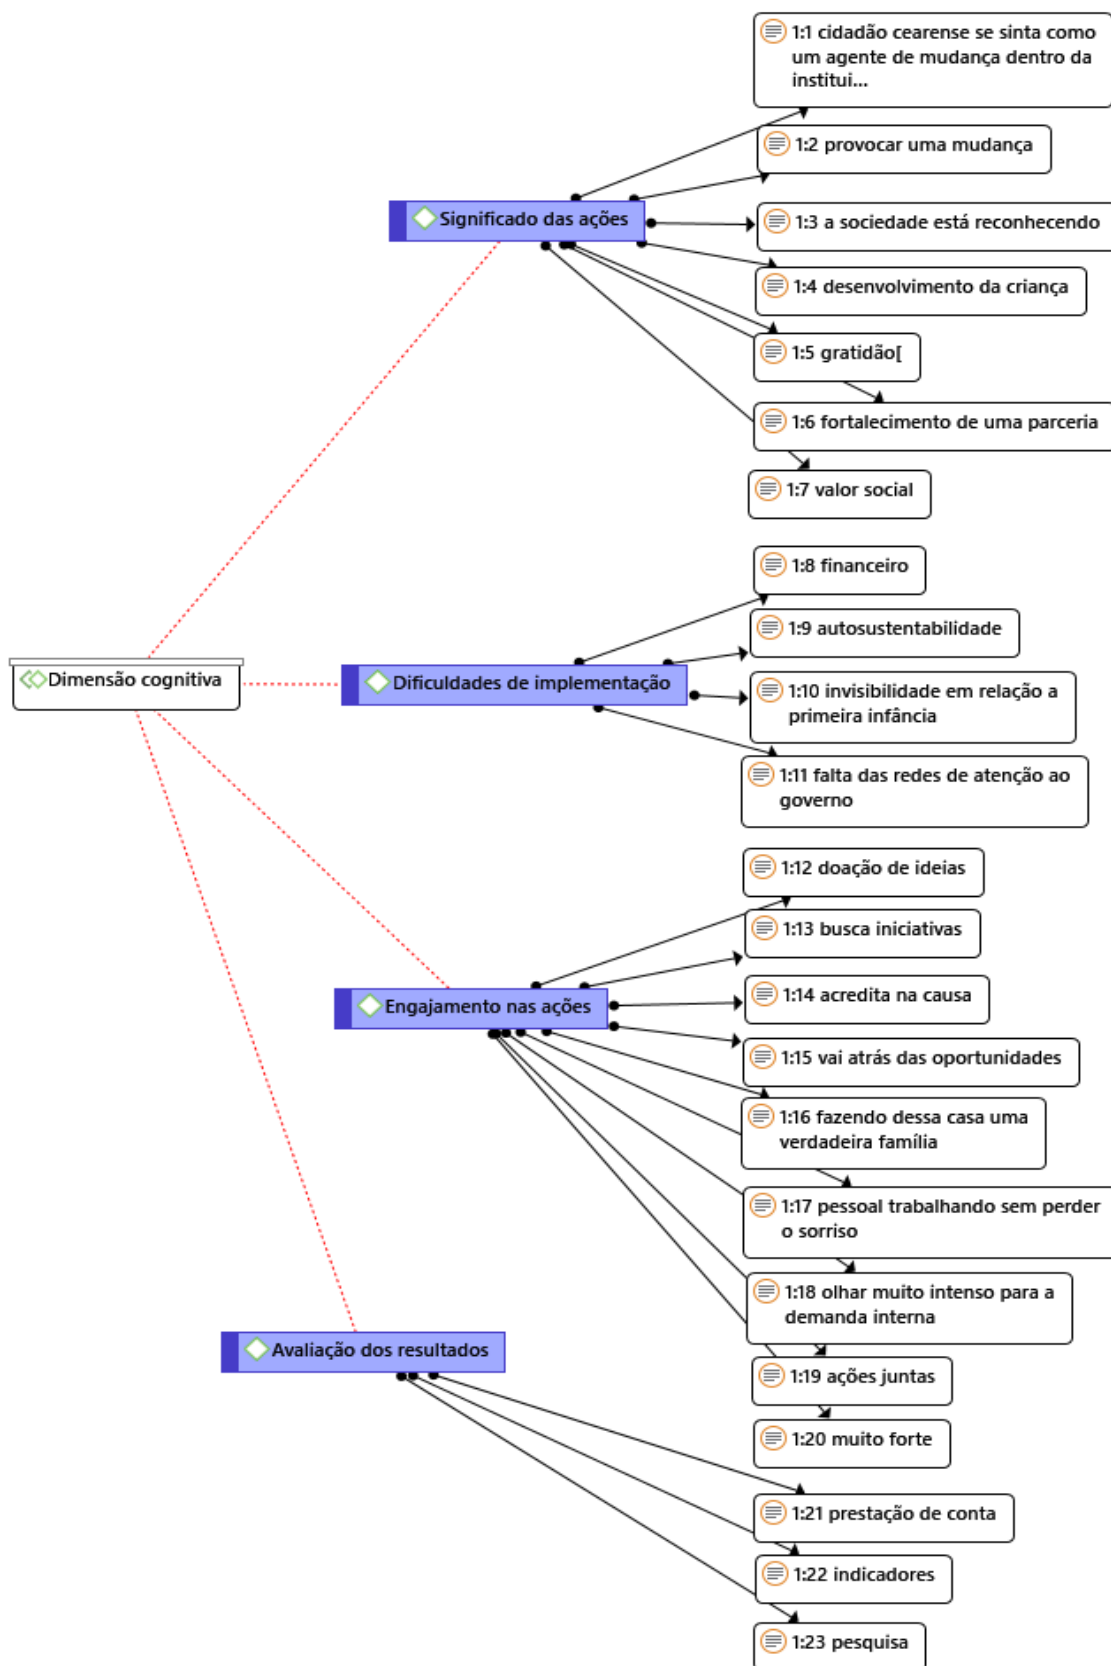 1:1 cidadão cearense se sinta como
um agente de mudança dentro da
institui...
1:2 provocar uma mudança
Significado das ações
1:3 a sociedade está reconhecendo
1:4 desenvolvimento da criança
1:5 gratidão[
1:6 fortalecimento de uma parceria
1:7 valor social
1:8 financeiro
1:9 autosustentabilidade
Dimensão cognitiva
Dificuldades de implementação
1:10 invisibilidade em relação a
primeira infância
1:11 falta das redes de atenção ao
governo
1:12 doação de ideias
1:13 busca iniciativas
1:14 acredita na causa
Engajamento nas ações
1:15 vai atrás das oportunidades
1:16 fazendo dessa casa uma
verdadeira família
1:17 pessoal trabalhando sem perder
o sorriso
1:18 olhar muito intenso para a
demanda interna
Avaliação dos resultados
1:19 ações juntas
1:20 muito forte
1:21 prestação de conta
1:22 indicadores
1:23 pesquisa